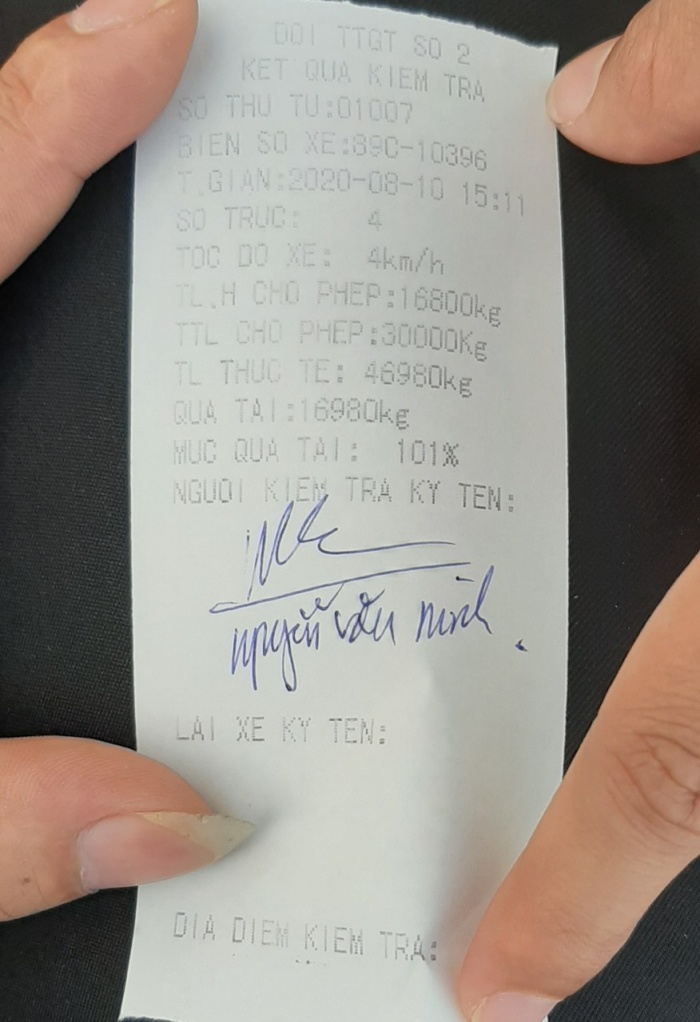 DOI TTGT SO 2
KET QUA KIEM TRA
SO THU TU:01007
BIEN SO XE:89C-10396
T.GIAN:2020-08-10 15:11
SO TRUC: 4
TOC DO XE: 4km/h
TL.H CHO PHEP:16800kg
TTL CHO PHEP:30000Kg
TL THUC TE: 46980kg
QUA TAI:16980kg
MUC QUA TAI: 101%
NGUOI KIEM TRA KY TEN:
Nguyễn Văn Ninh.
LAI XE KY TEN:
DIA DIEM KIEM TRA: